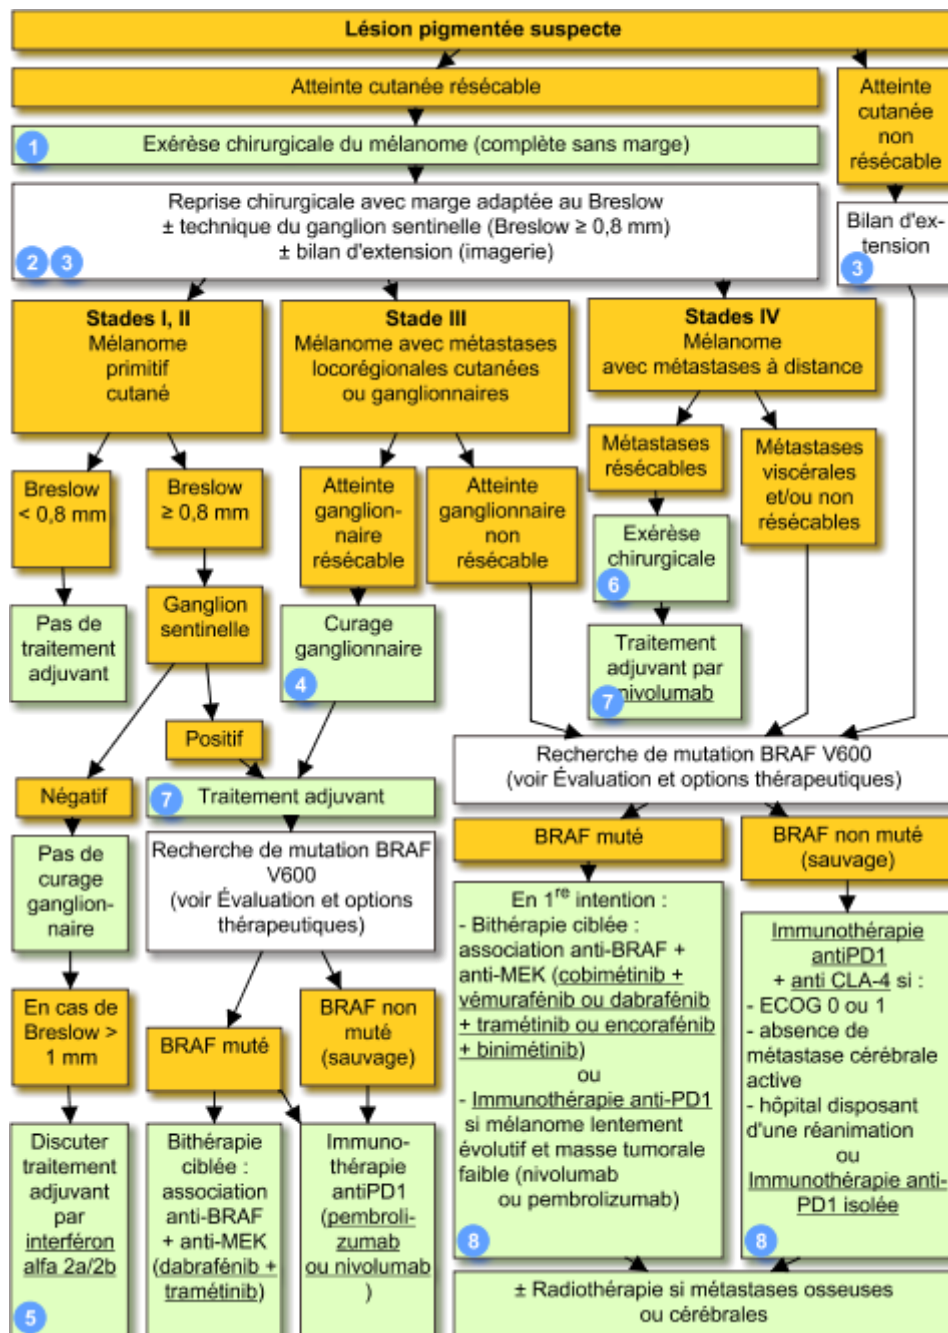 Lésion pigmentée suspecte
Atteinte cutanée résécable
Atteinte
cutanée
non
résécable
1
Exérèse chirurgicale du mélanome (complète sans marge)
Reprise chirurgicale avec marge adaptée au Breslow
± technique du ganglion sentinelle (Breslow ≥ 0,8 mm)
± bilan d'extension (imagerie)
2 3
Bilan d'ex-
tension
3
Stades I, II
Mélanome
primitif
cutané
Stade III
Mélanome avec métastases
locorégionales cutanées
ou ganglionnaires
Stades IV
Mélanome
avec métastases à distance
Breslow
< 0,8 mm
Breslow
≥ 0,8 mm
Atteinte
ganglion-
naire
résécable
Atteinte
ganglionnaire
non
résécable
Métastases
résécables
Métastases
viscérales
et/ou non
résécables
Exérèse
chirurgicale
6
Pas de
traitement
adjuvant
Ganglion
sentinelle
Curage
ganglionnaire
4
Traitement
adjuvant par
nivolumab
7
Positif
Négatif
7
Traitement adjuvant
Recherche de mutation BRAF V600
(voir Évaluation et options thérapeutiques)
Pas de
curage
ganglion-
naire
Recherche de mutation BRAF
V600
(voir Évaluation et options
thérapeutiques)
BRAF muté
BRAF non muté
(sauvage)
En cas de
Breslow >
1 mm
BRAF muté
BRAF non
muté
(sauvage)
En 1re intention :
- Bithérapie ciblée :
association anti-BRAF +
anti-MEK (cobimétinib +
vémurafénib ou dabrafénib
+ tramétinib ou encorafénib
+ binimétinib)
ou
- Immunothérapie anti-PD1
si mélanome lentement
évolutif et masse tumorale
faible (nivolumab
ou pembrolizumab)
8
Immunothérapie
antiPD1
+ anti CLA-4 si :
- ECOG 0 ou 1
- absence de
métastase cérébrale
active
- hôpital disposant
d'une réanimation
ou
Immunothérapie anti-
PD1 isolée
8
Discuter
traitement
adjuvant
par
interféron
alfa 2a/2b
5
Bithérapie
ciblée :
association
anti-BRAF
+ anti-MEK
(dabrafénib +
tramétinib)
Immuno-
thérapie
antiPD1
(pembroli-
zumab
ou nivolumab
)
± Radiothérapie si métastases osseuses
ou cérébrales